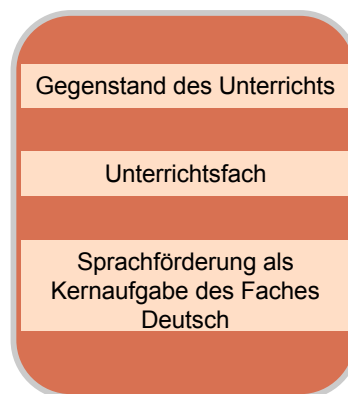 Gegenstand des Unterrichts
Unterrichtsfach
Sprachförderung als
Kernaufgabe des Faches
Deutsch